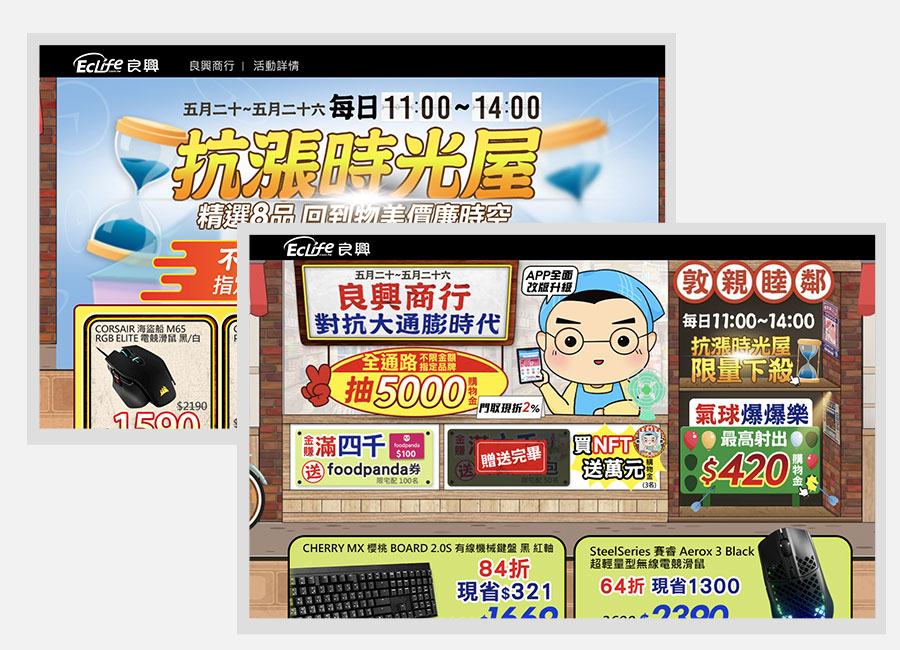 EcLife 良興
良興商行 | 活動詳情
五月二十~五月二十六 每日11:00~14:00
抗漲時光屋
精選8品 回到物美價廉時空
CORSAIR 海盜船 M65
RGB ELITE 電競滑鼠 黑/白
$2190
1590
EcLife 良興
五月二十~五月二十六
良興商行
對抗大通膨時代
APP全面
改版升級
全通路 不限金額
指定品牌
抽5000購物金
門取現折2%
金賺滿四千
送foodpanda券
foodpanda
$100
限宅配 100名
贈送完畢
買NFT
送萬元購物金
(3名)
敦親睦鄰
每日11:00~14:00
抗漲時光屋
限量下殺
氣球爆爆樂
最高射出
$420購物金
CHERRY MX 櫻桃 BOARD 2.0S 有線機械鍵盤 黑 紅軸
84折
現省$321
$1669
SteelSeries 賽睿 Aerox 3 Black
超輕量型無線電競滑鼠
64折 現省1300
$2390